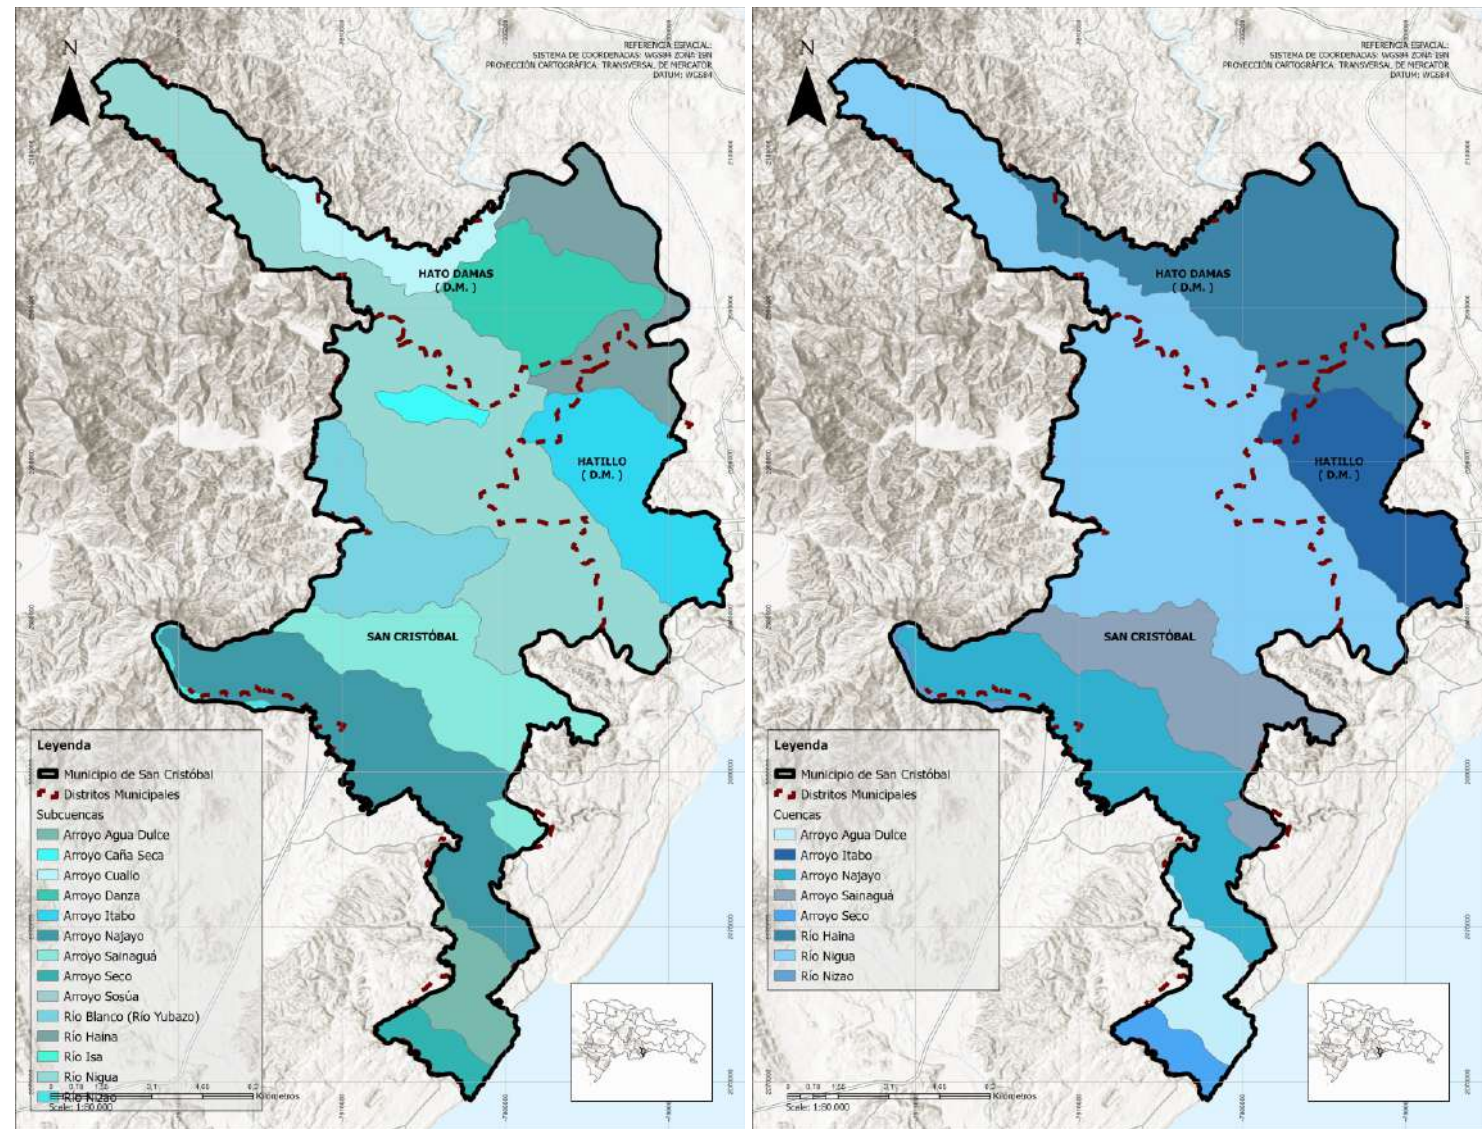 N
REFERENCIA ESPACIAL:
SISTEMA DE COORDENADAS: WGS84 ZONA 19N
PROYECCIÓN CARTOGRÁFICA: TRANSVERSAL DE MERCATOR
DATUM: WGS84
HATO DAMAS
( D.M. )
HATILLO
( D.M. )
SAN CRISTÓBAL
Leyenda
Municipio de San Cristóbal
Distritos Municipales
Subcuencas
Arroyo Agua Dulce
Arroyo Caña Seca
Arroyo Cuallo
Arroyo Danza
Arroyo Itabo
Arroyo Najayo
Arroyo Sainaguá
Arroyo Seco
Arroyo Sosúa
Río Blanco (Río Yubazo)
Río Haina
Río Isa
Río Nigua
Río Nizao
Kilómetros
Scale: 1:80,000
N
REFERENCIA ESPACIAL:
SISTEMA DE COORDENADAS: WGS84 ZONA 19N
PROYECCIÓN CARTOGRÁFICA: TRANSVERSAL DE MERCATOR
DATUM: WGS84
HATO DAMAS
( D.M. )
HATILLO
( D.M. )
SAN CRISTÓBAL
Leyenda
Municipio de San Cristóbal
Distritos Municipales
Cuencas
Arroyo Agua Dulce
Arroyo Itabo
Arroyo Najayo
Arroyo Sainaguá
Arroyo Seco
Río Haina
Río Nigua
Río Nizao
Kilómetros
Scale: 1:80,000